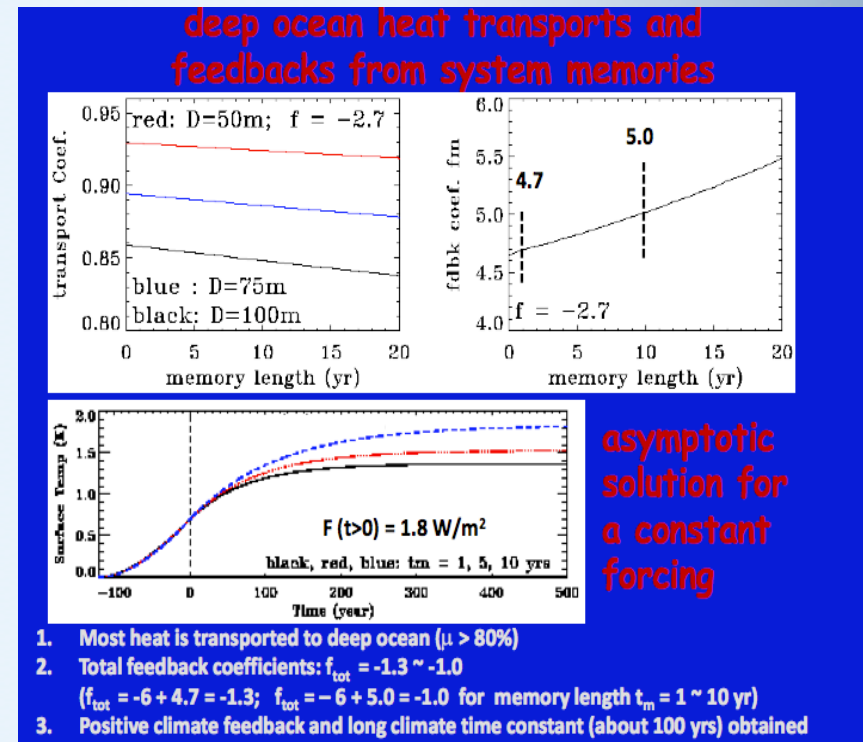 deep ocean heat transports and
feedbacks from system memories
transport Coef.
0.95
0.90
0.85
0.80
red: D=50m; f = −2.7
blue : D=75m
black: D=100m
0 5 10 15 20
memory length (yr)
fdbk coef. fm
6.0
5.5
5.0
4.5
4.0
4.7
5.0
f = −2.7
0 5 10 15 20
memory length (yr)
Surface Temp (K)
2.0
1.5
1.0
0.5
0.0
F (t>0) = 1.8 W/m²
black, red, blue: tm = 1, 5, 10 yrs
−100 0 100 200 300 400 500
Time (year)
asymptotic
solution for
a constant
forcing
1. Most heat is transported to deep ocean (μ > 80%)
2. Total feedback coefficients: f_tot = -1.3 ~ -1.0
(f_tot = -6 + 4.7 = -1.3; f_tot = – 6 + 5.0 = -1.0 for memory length t_m = 1 ~ 10 yr)
3. Positive climate feedback and long climate time constant (about 100 yrs) obtained